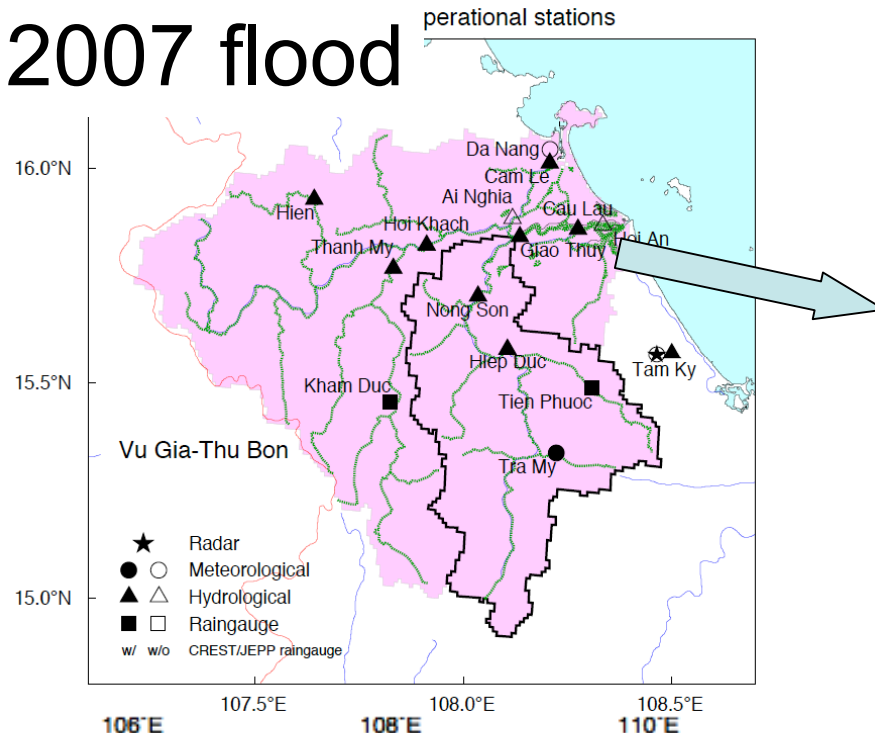 2007 flood
perational stations
Da Nang
16.0°N
Cam Le
Ai Nghia
Cau Lau
Hien
Hoi Khach
Hoi An
Thanh My
Giao Thuy
Nong Son
Hiep Duc
Tam Ky
15.5°N
Kham Duc
Tien Phuoc
Vu Gia-Thu Bon
Tra My
Radar
Meteorological
Hydrological
15.0°N
Raingauge
w/ w/o CREST/JEPP raingauge
107.5°E 108.0°E 108.5°E
106°E 108°E 110°E